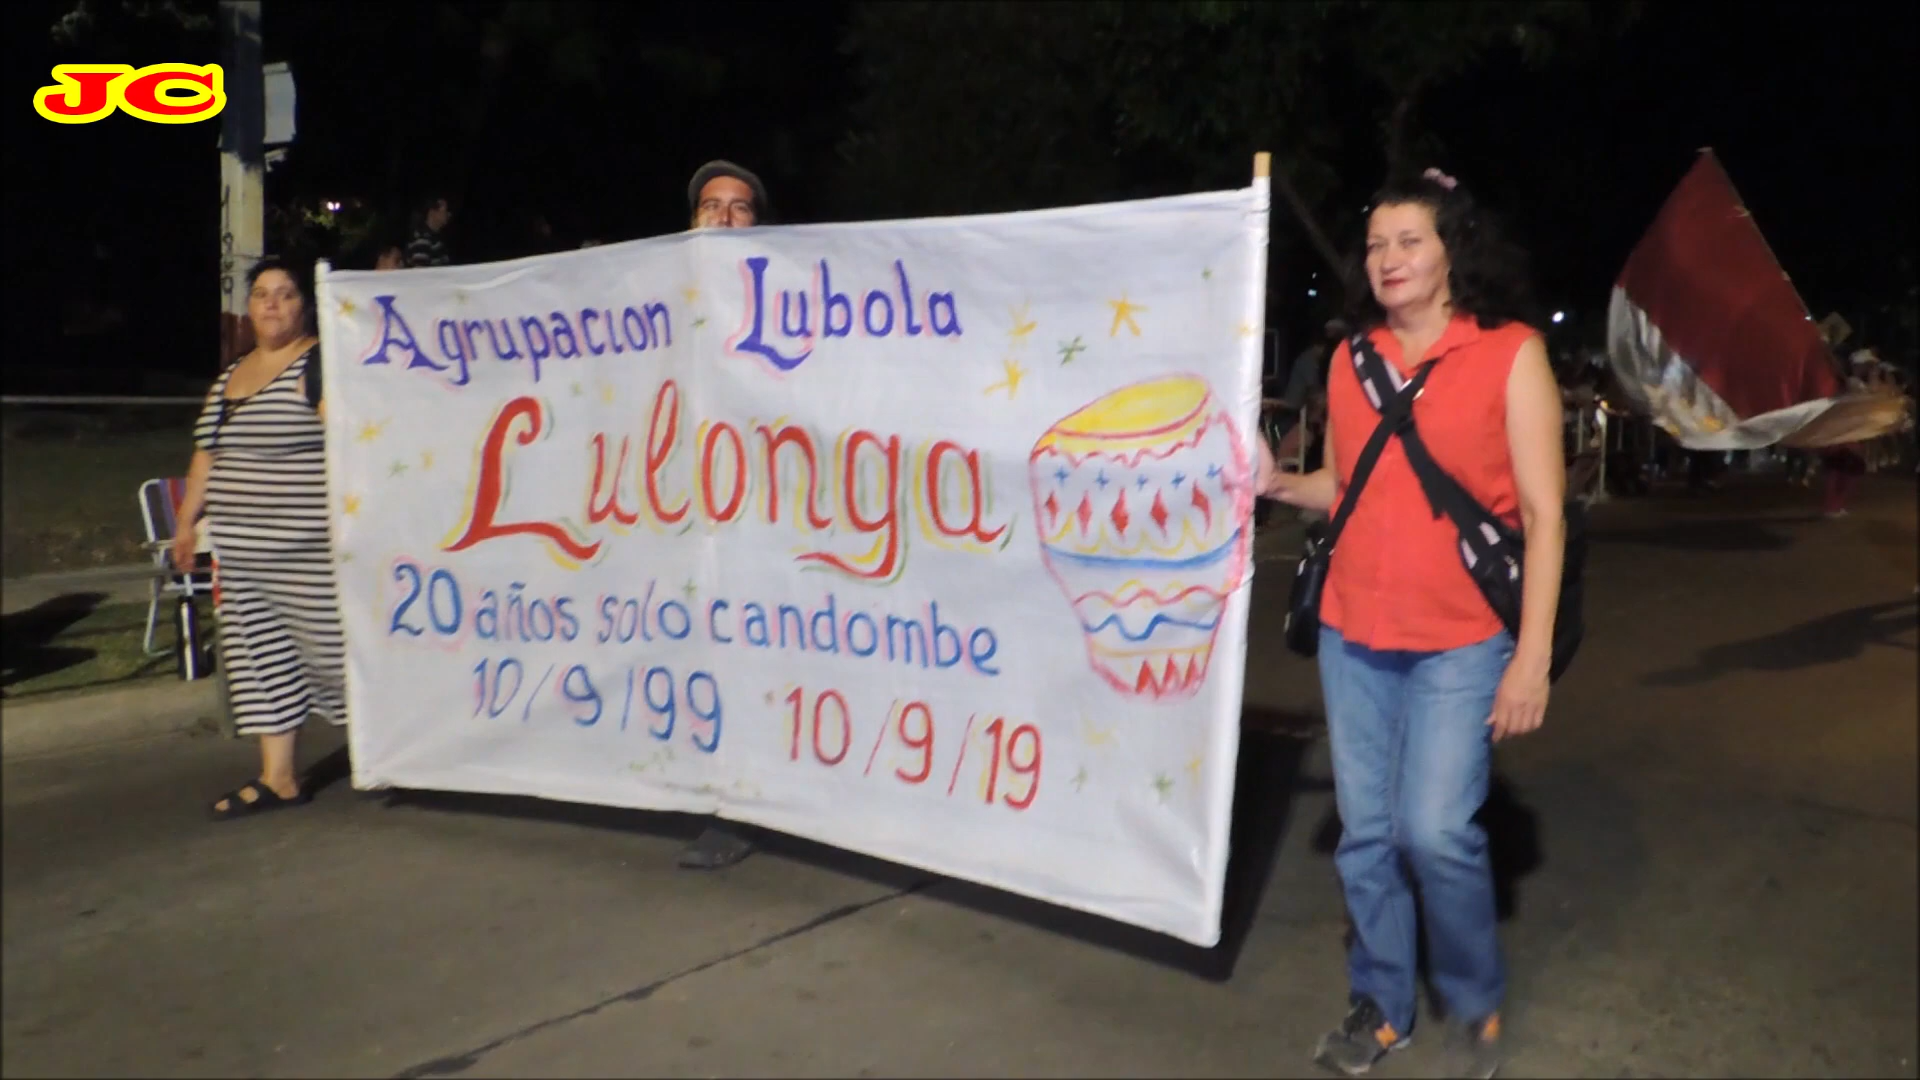 JC
Agrupacion Lubola
Lulonga
20 años solo candombe
10/9/99 10/9/19